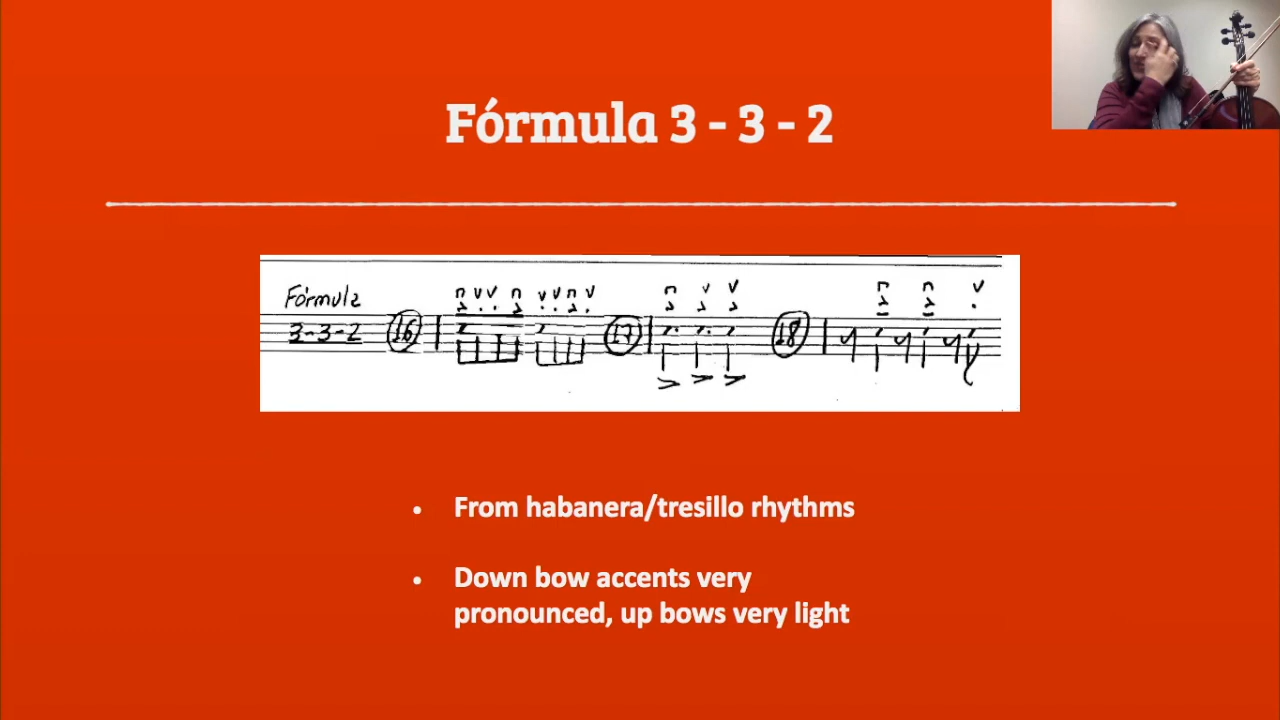 Fórmula 3 - 3 - 2
Fórmula
3-3-2 16 17 18
• From habanera/tresillo rhythms
• Down bow accents very
pronounced, up bows very light